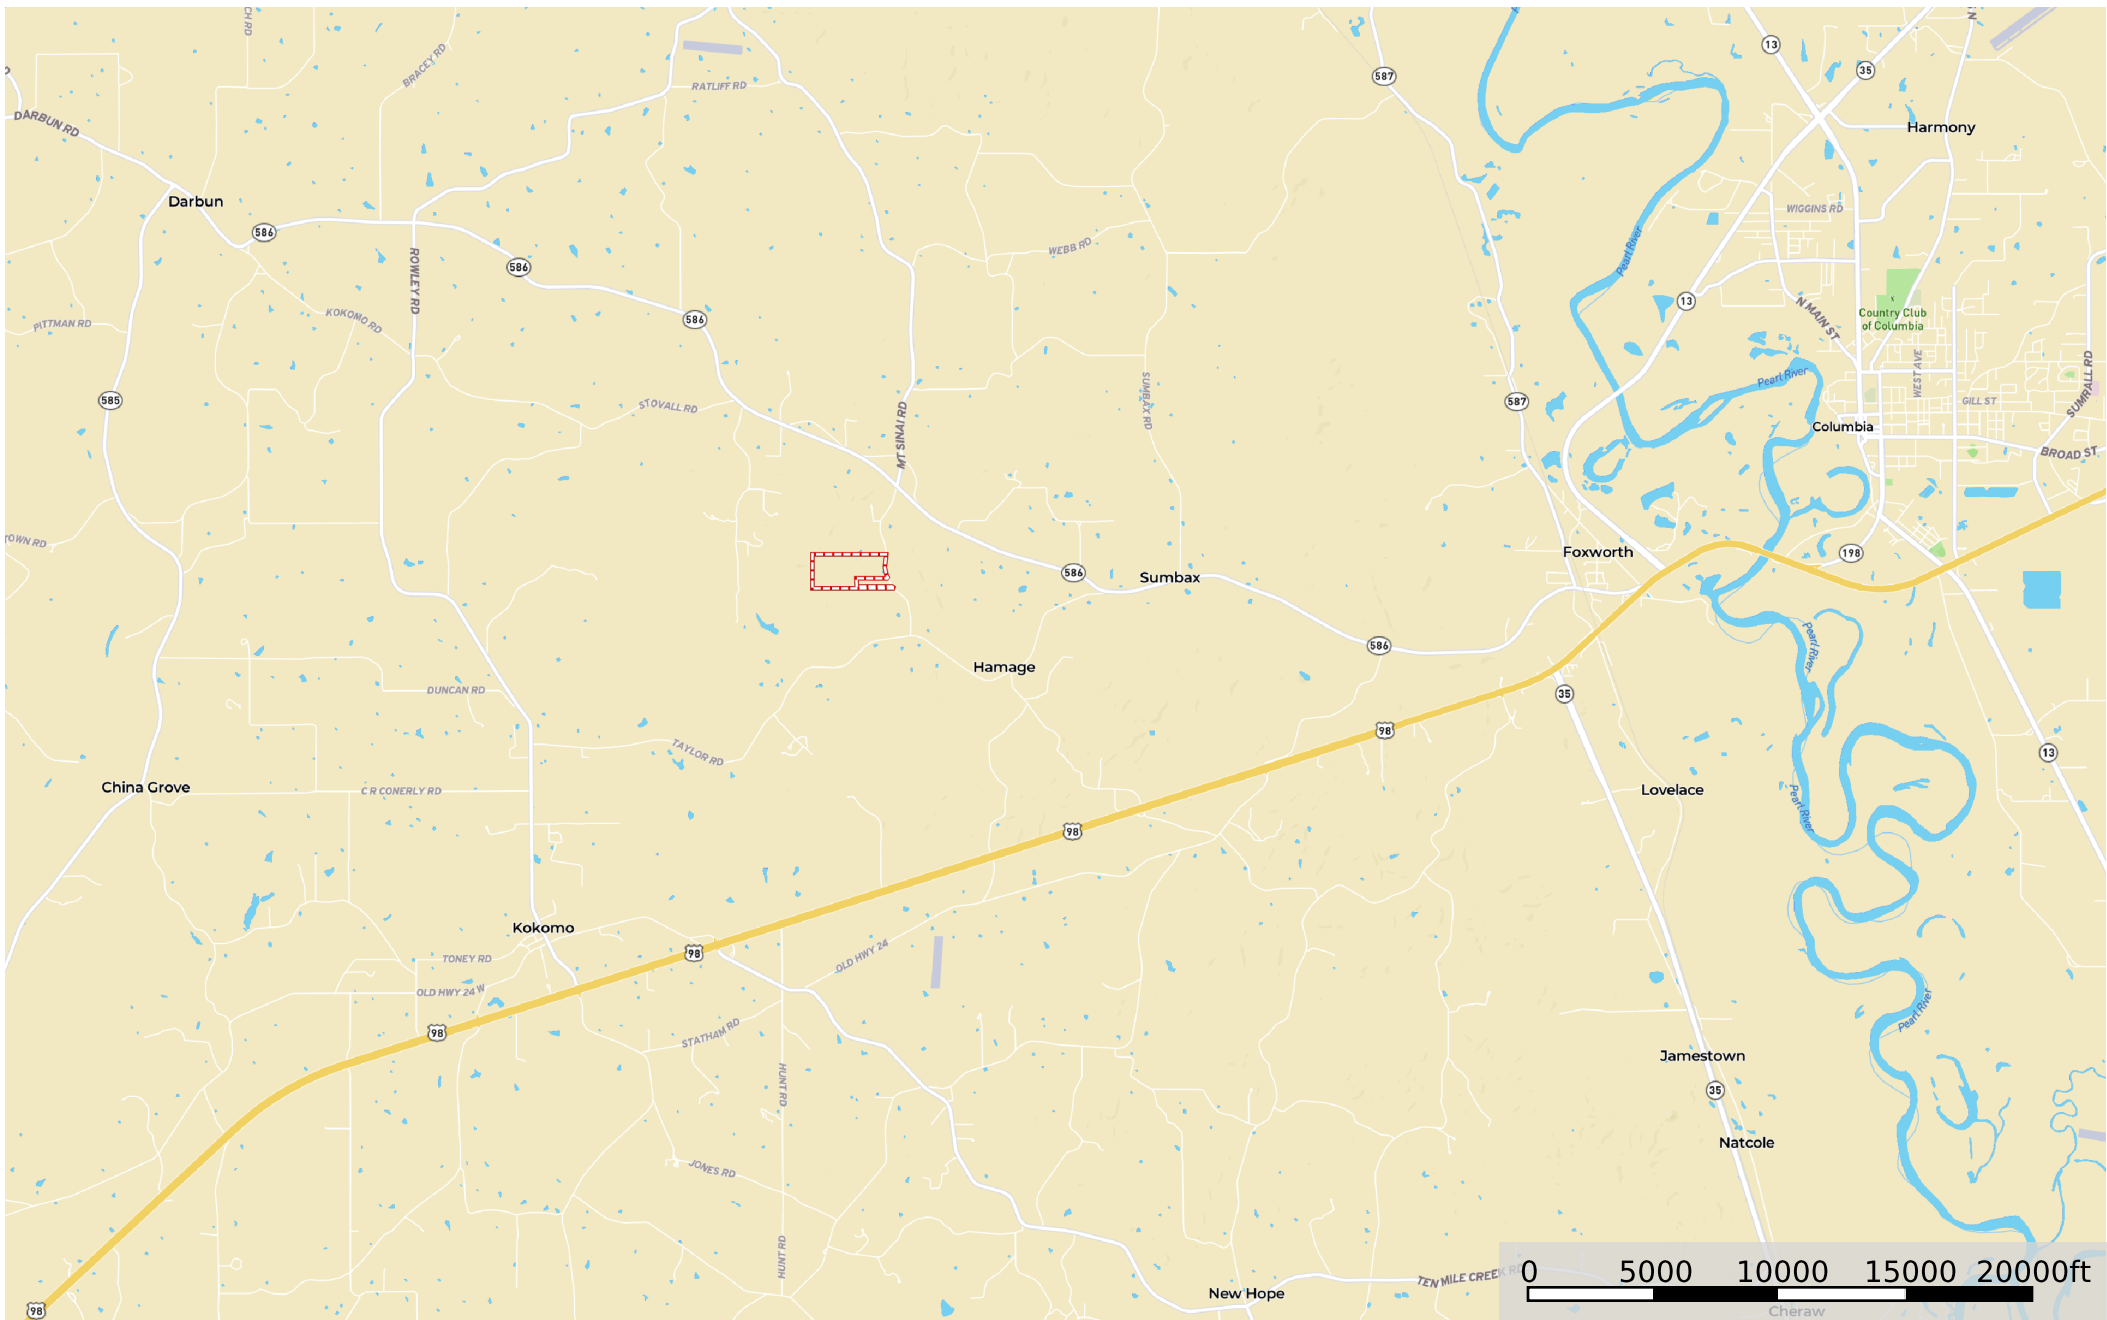 CH RD
N
13
35
587
BRACEY RD
RATLIFF RD
DARBUN RD
Harmony
Darbun
WIGGINS RD
586
WEBB RD
Pearl River
586
ROWLEY RD
13
N MAIN ST
Country Club
of Columbia
PITTMAN RD
KOKOMO RD
586
Pearl River
WEST AVE
SUMRALL RD
585
STOVALL RD
SUMBAX RD
587
GILL ST
MT SINAI RD
Columbia
BROAD ST
TOWN RD
Foxworth
198
586
Sumbax
586
Pearl River
Hamage
DUNCAN RD
35
98
TAYLOR RD
13
China Grove
C R CONERLY RD
Lovelace
Pearl River
98
Kokomo
TONEY RD
98
OLD HWY 24
OLD HWY 24 W
Pearl River
98
STATHAM RD
Jamestown
HUNT RD
35
Natcole
JONES RD
HUNT RD
TEN MILE CREEK RD
0 5000 10000 15000 20000ft
New Hope
98
Cheraw